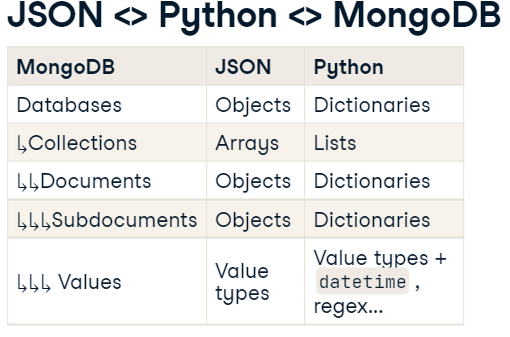 JSON <> Python <> MongoDB
MongoDB JSON Python
Databases Objects Dictionaries
↳Collections Arrays Lists
↳↳Documents Objects Dictionaries
↳↳↳Subdocuments Objects Dictionaries
↳↳↳ Values Value types Value types + datetime , regex...